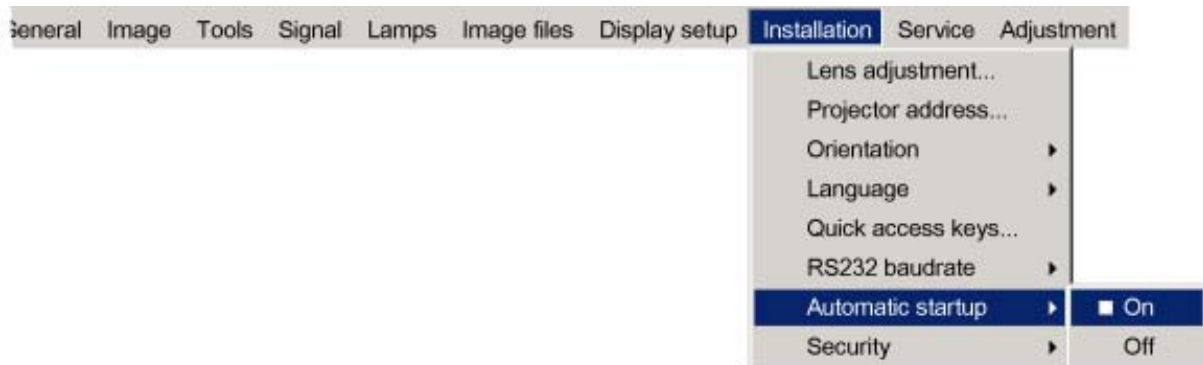 General Image Tools Signal Lamps Image files Display setup Installation Service Adjustment
Lens adjustment...
Projector address...
Orientation
Language
Quick access keys...
RS232 baudrate
Automatic startup On
Security Off